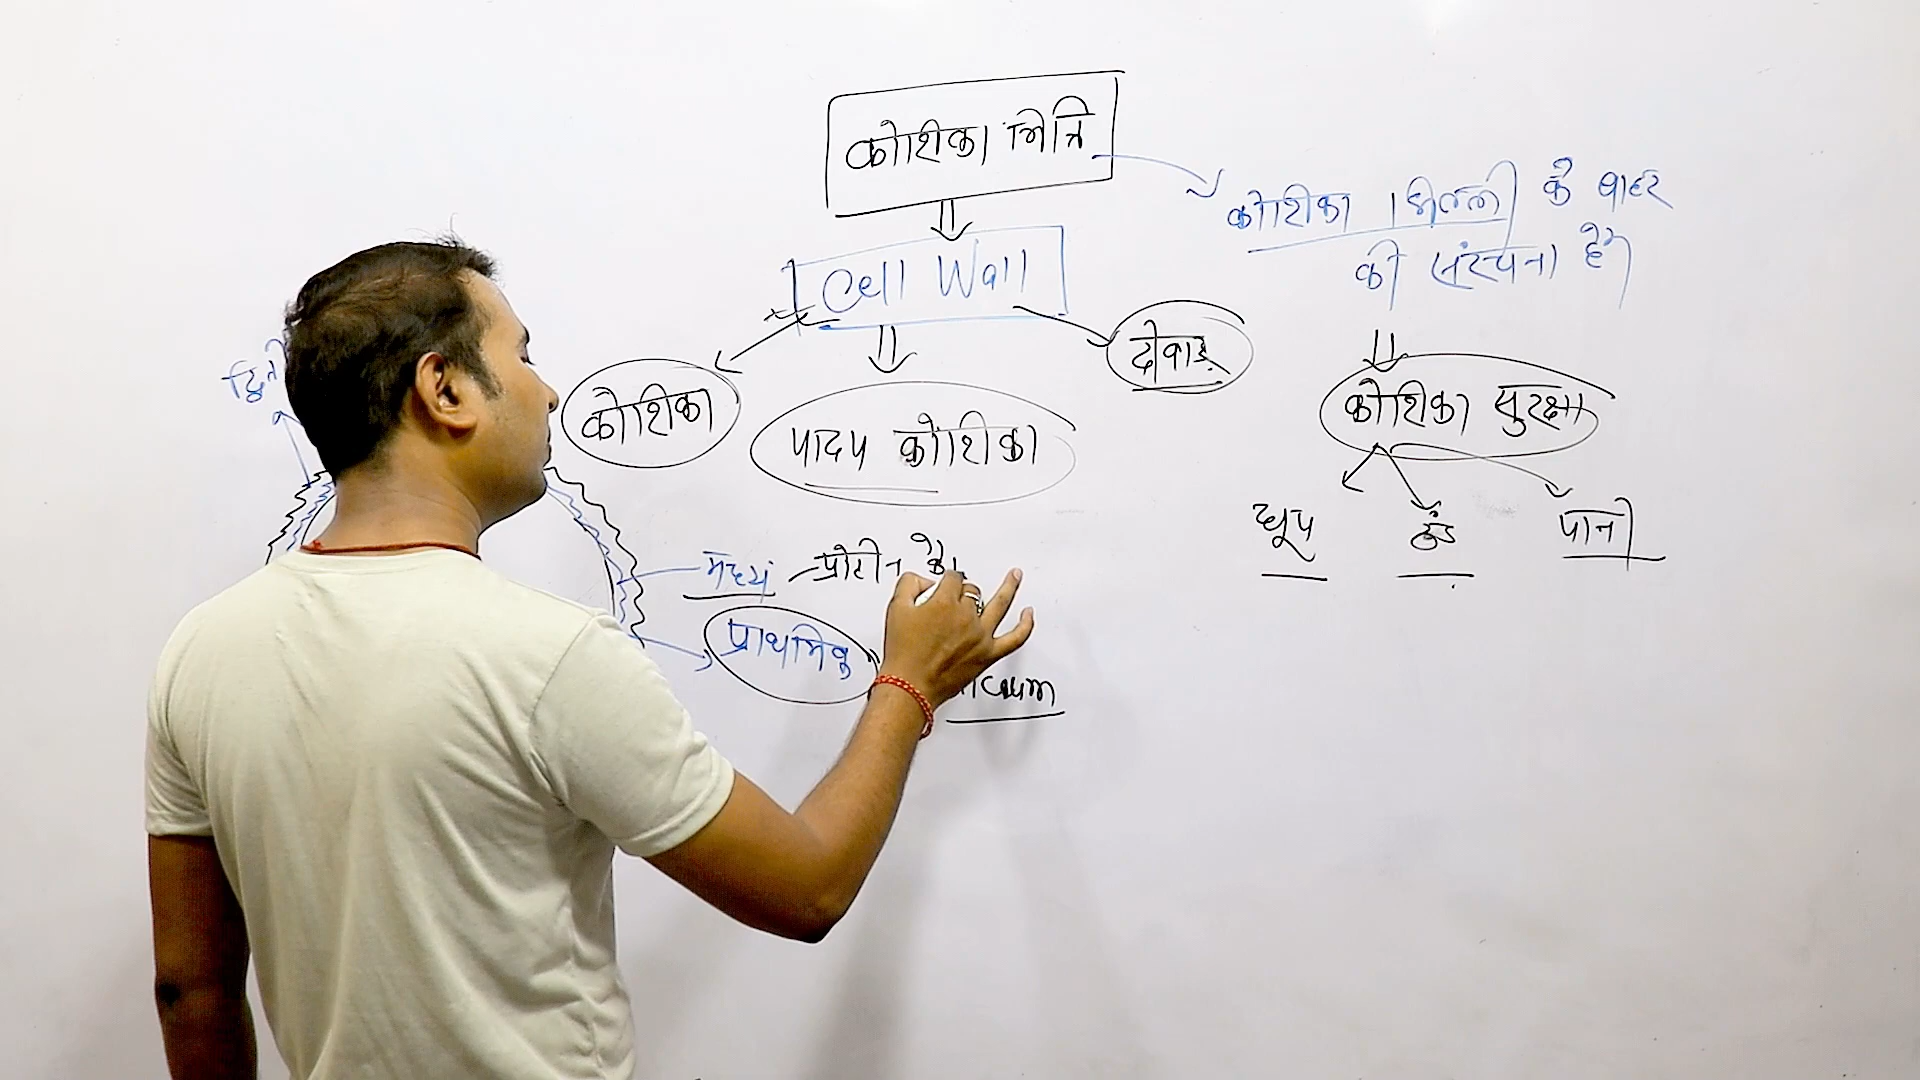 कोशिका भित्ति
कोशिका झिल्ली के बाहर
की संरचना है
Cell Wall
दीवार
कोशिका
पादप कोशिका
कोशिका सुरक्षा
धूप
ठंड
पानी
मध्य
प्रोटीन
प्राथमिक